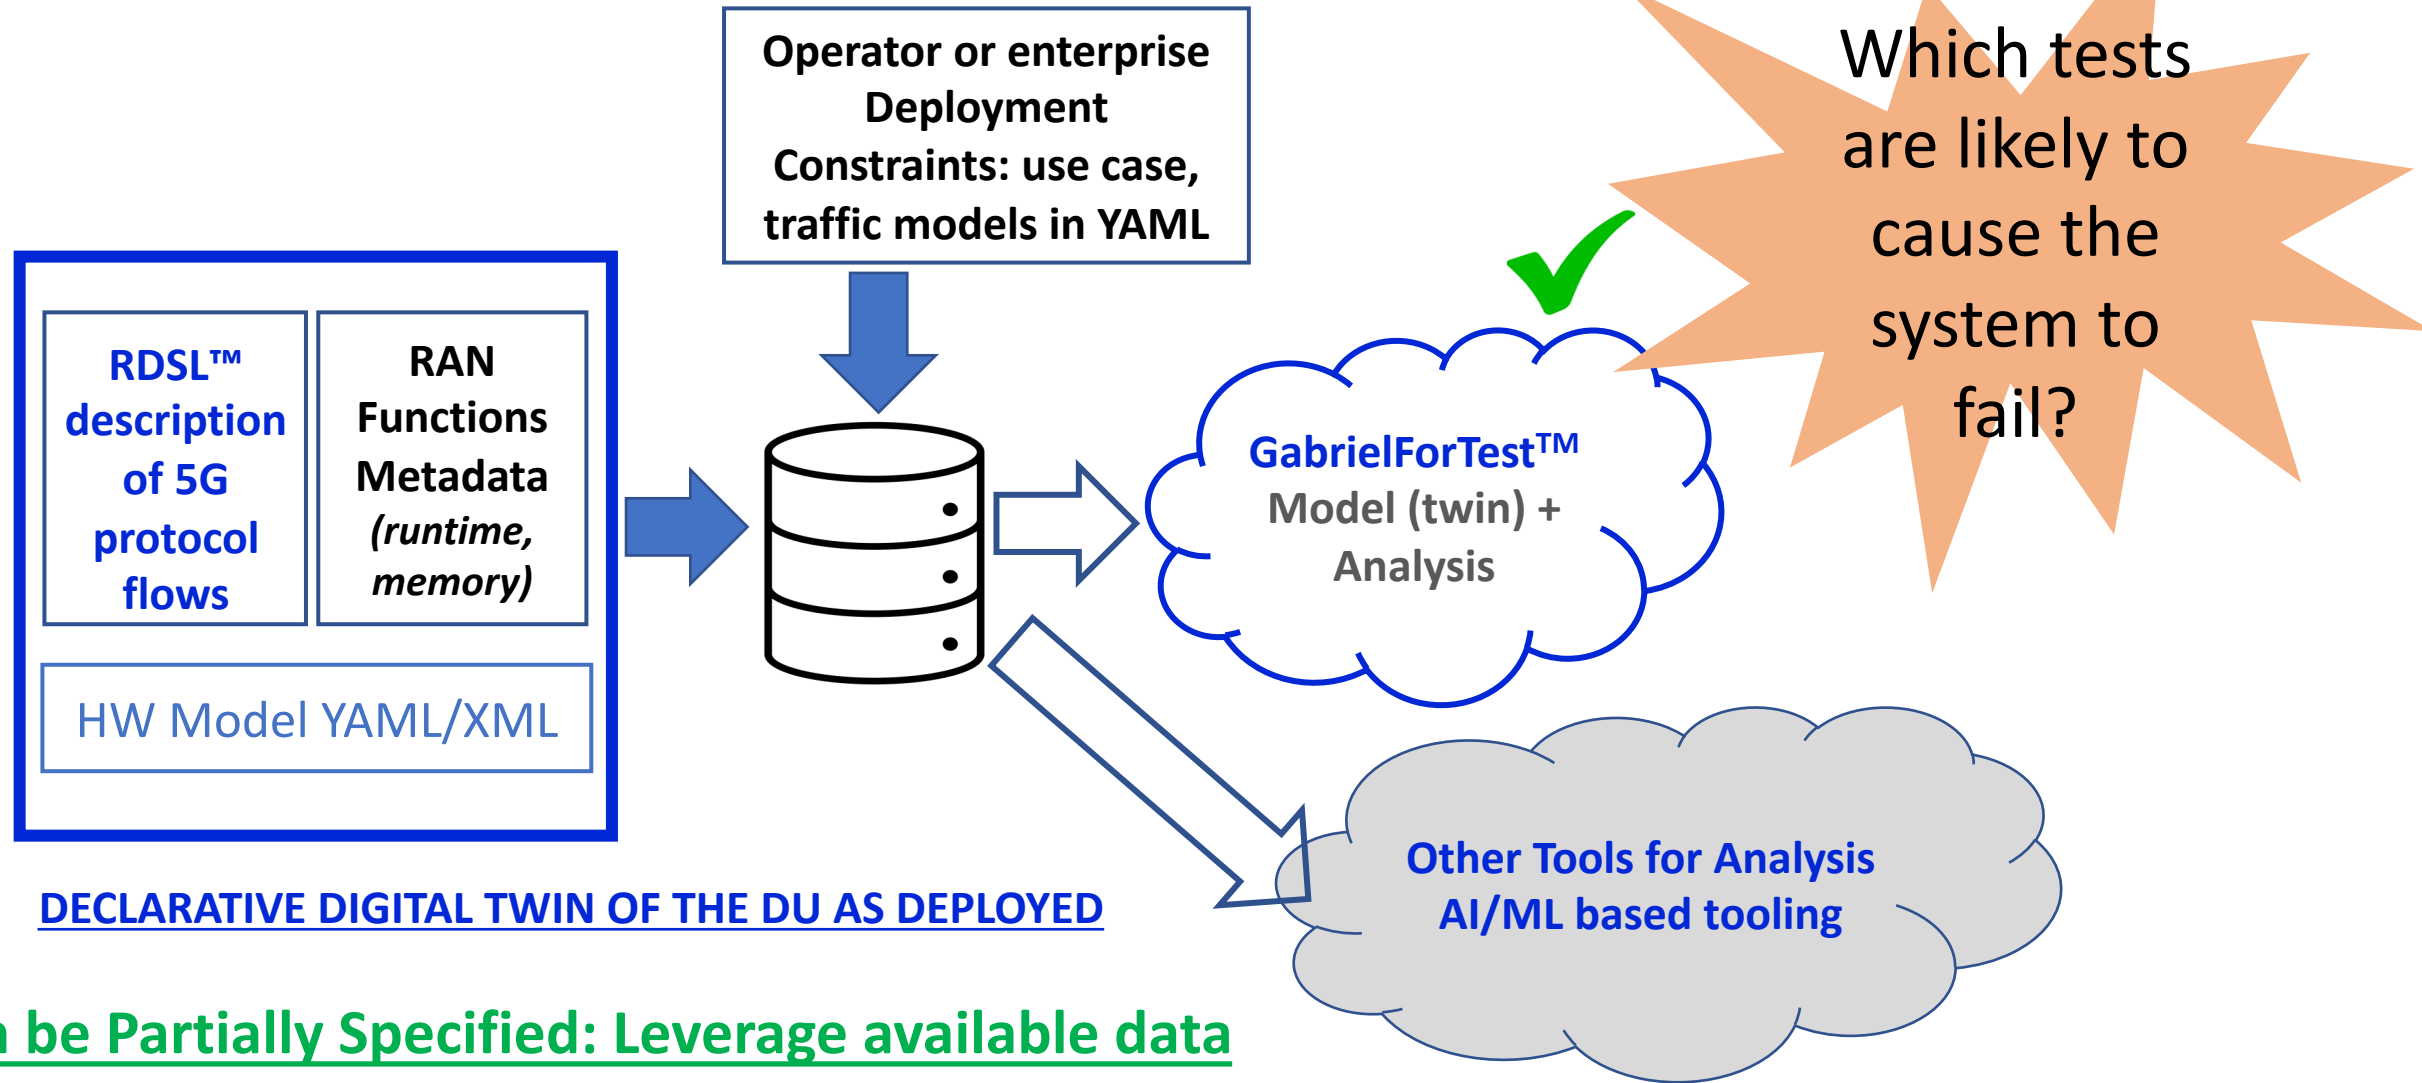 Operator or enterprise
Deployment
Constraints: use case,
traffic models in YAML
Which tests
are likely to
cause the
system to
fail?
RDSL™
description
of 5G
protocol
flows
RAN
Functions
Metadata
(runtime,
memory)
HW Model YAML/XML
GabrielForTest™
Model (twin) +
Analysis
Other Tools for Analysis
AI/ML based tooling
DECLARATIVE DIGITAL TWIN OF THE DU AS DEPLOYED
be Partially Specified: Leverage available data